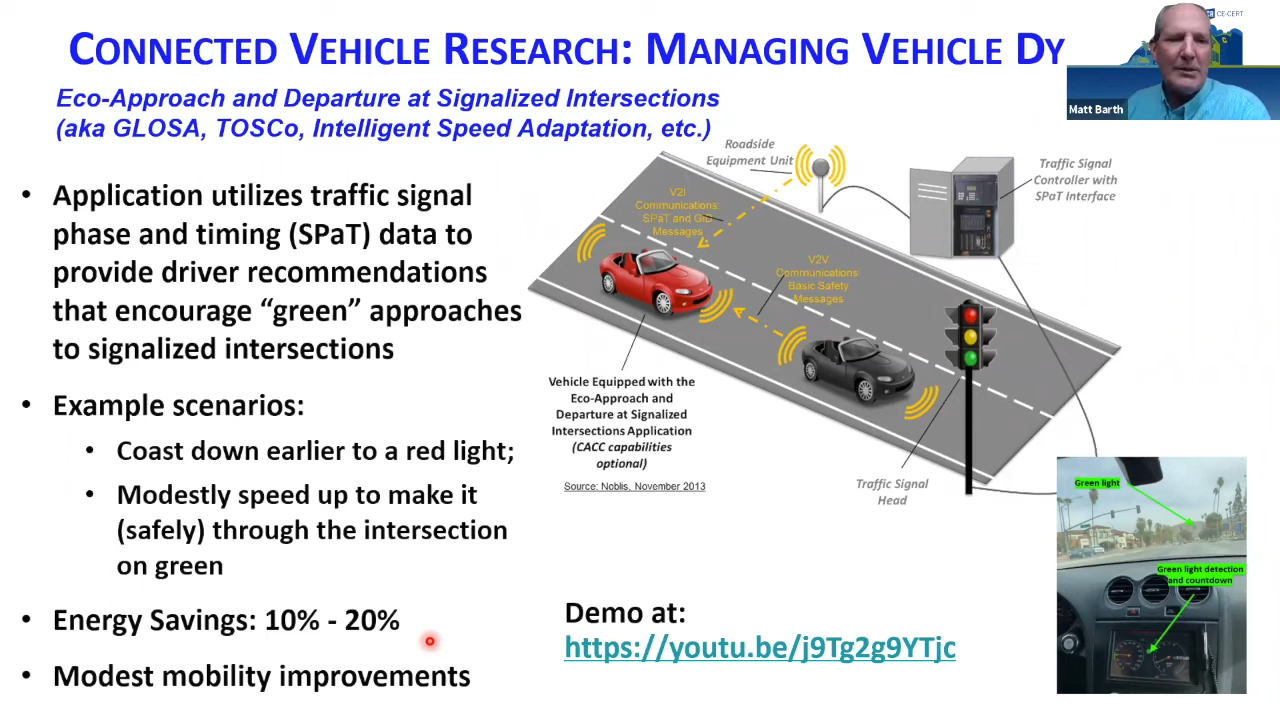 CONNECTED VEHICLE RESEARCH: MANAGING VEHICLE DY
CE-CERT
Matt Barth
Eco-Approach and Departure at Signalized Intersections
(aka GLOSA, TOSCo, Intelligent Speed Adaptation, etc.)
• Application utilizes traffic signal
phase and timing (SPaT) data to
provide driver recommendations
that encourage “green” approaches
to signalized intersections
• Example scenarios:
• Coast down earlier to a red light;
• Modestly speed up to make it
(safely) through the intersection
on green
• Energy Savings: 10% - 20%
• Modest mobility improvements
Roadside
Equipment Unit
Traffic Signal
Controller with
SPaT Interface
V2I
Communications:
SPaT and GID
Messages
V2V
Communications:
Basic Safety
Messages
Vehicle Equipped with the
Eco-Approach and
Departure at Signalized
Intersections Application
(CACC capabilities
optional)
Source: Noblis, November 2013
Traffic Signal
Head
Green light
Green light detection
and countdown
Demo at:
https://youtu.be/j9Tg2g9YTjc